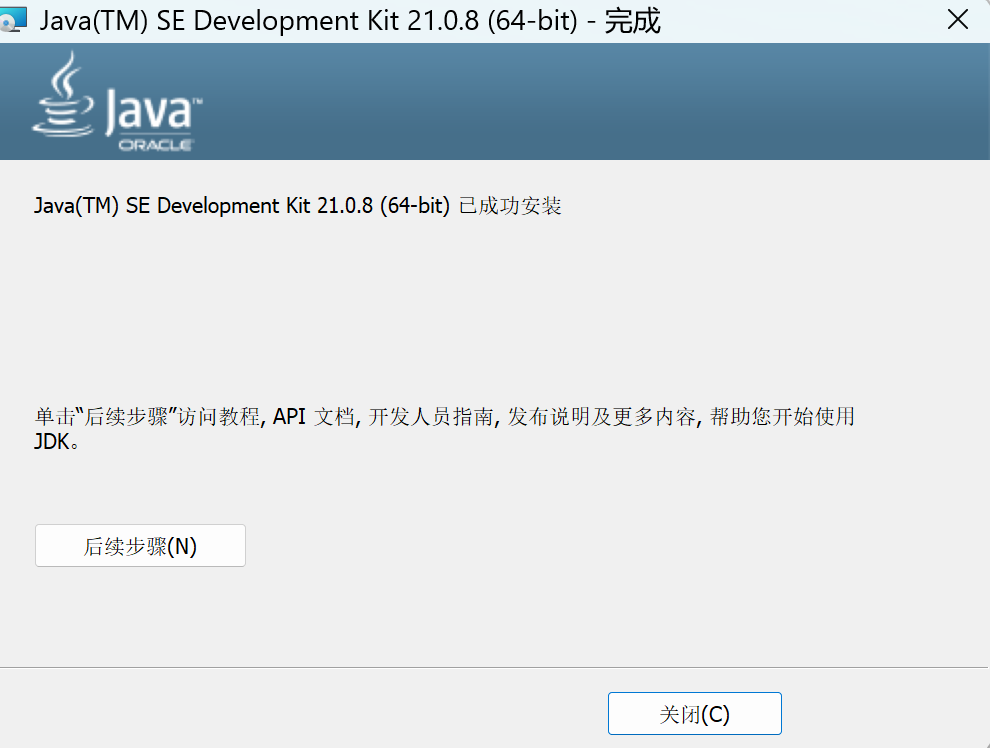 Java(TM) SE Development Kit 21.0.8 (64-bit) - 完成
Java™
ORACLE
Java(TM) SE Development Kit 21.0.8 (64-bit) 已成功安装
单击“后续步骤”访问教程, API 文档, 开发人员指南, 发布说明及更多内容, 帮助您开始使用
JDK。
后续步骤(N)
关闭(C)